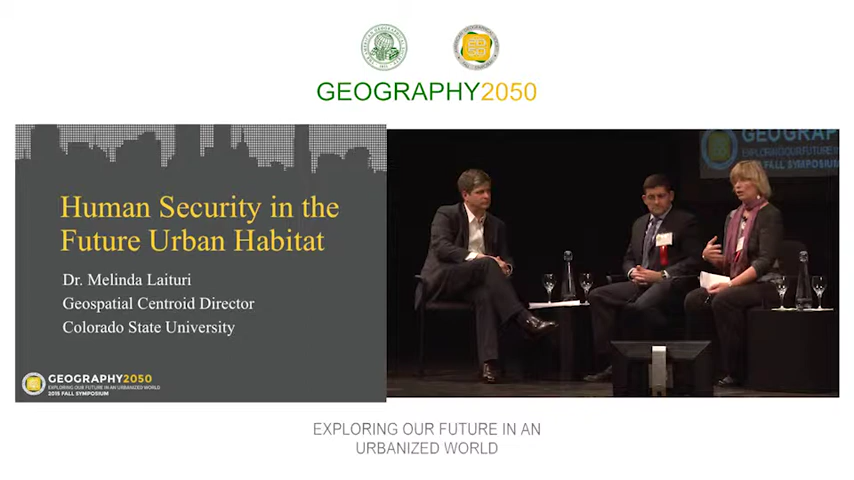 GEOGRAPHY2050
Human Security in the
Future Urban Habitat
Dr. Melinda Laituri
Geospatial Centroid Director
Colorado State University
GEOGRAPHY2050
EXPLORING OUR FUTURE IN AN URBANIZED WORLD
2015 FALL SYMPOSIUM
GEOGRAP
EXPLORING OUR FUTURE IN
FALL SYMPOSIUM
EXPLORING OUR FUTURE IN AN
URBANIZED WORLD